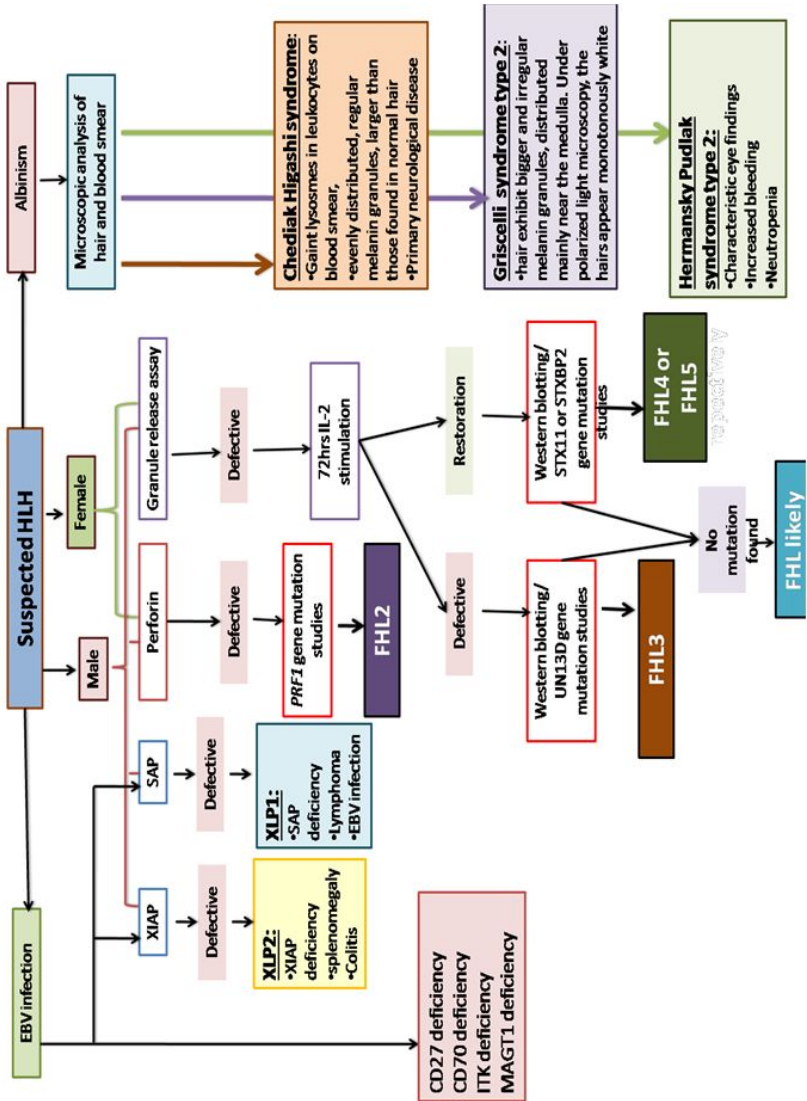 Suspected HLH
EBV infection
Male
Female
Albinism
XIAP
SAP
Perforin
Granule release assay
Microscopic analysis of
hair and blood smear
Defective
Defective
Defective
Defective
XLP2:
•XIAP
deficiency
•splenomegaly
•Colitis
XLP1:
•SAP
deficiency
•Lymphoma
•EBV infection
PRF1 gene mutation
studies
FHL2
72hrs IL-2
stimulation
Defective
Restoration
Western blotting/
UN13D gene
mutation studies
Western blotting/
STX11 or STXBP2
gene mutation
studies
FHL3
FHL4 or
FHL5
No
mutation
found
FHL likely
CD27 deficiency
CD70 deficiency
ITK deficiency
MAGT1 deficiency
Chediak Higashi syndrome:
•Gaint lysosmes in leukocytes on
blood smear,
•evenly distributed, regular
melanin granules, larger than
those found in normal hair
•Primary neurological disease
Griscelli syndrome type 2:
•hair exhibit bigger and irregular
melanin granules, distributed
mainly near the medulla. Under
polarized light microscopy, the
hairs appear monotonously white
Hermansky Pudlak
syndrome type 2:
•Characteristic eye findings
•Increased bleeding
•Neutropenia